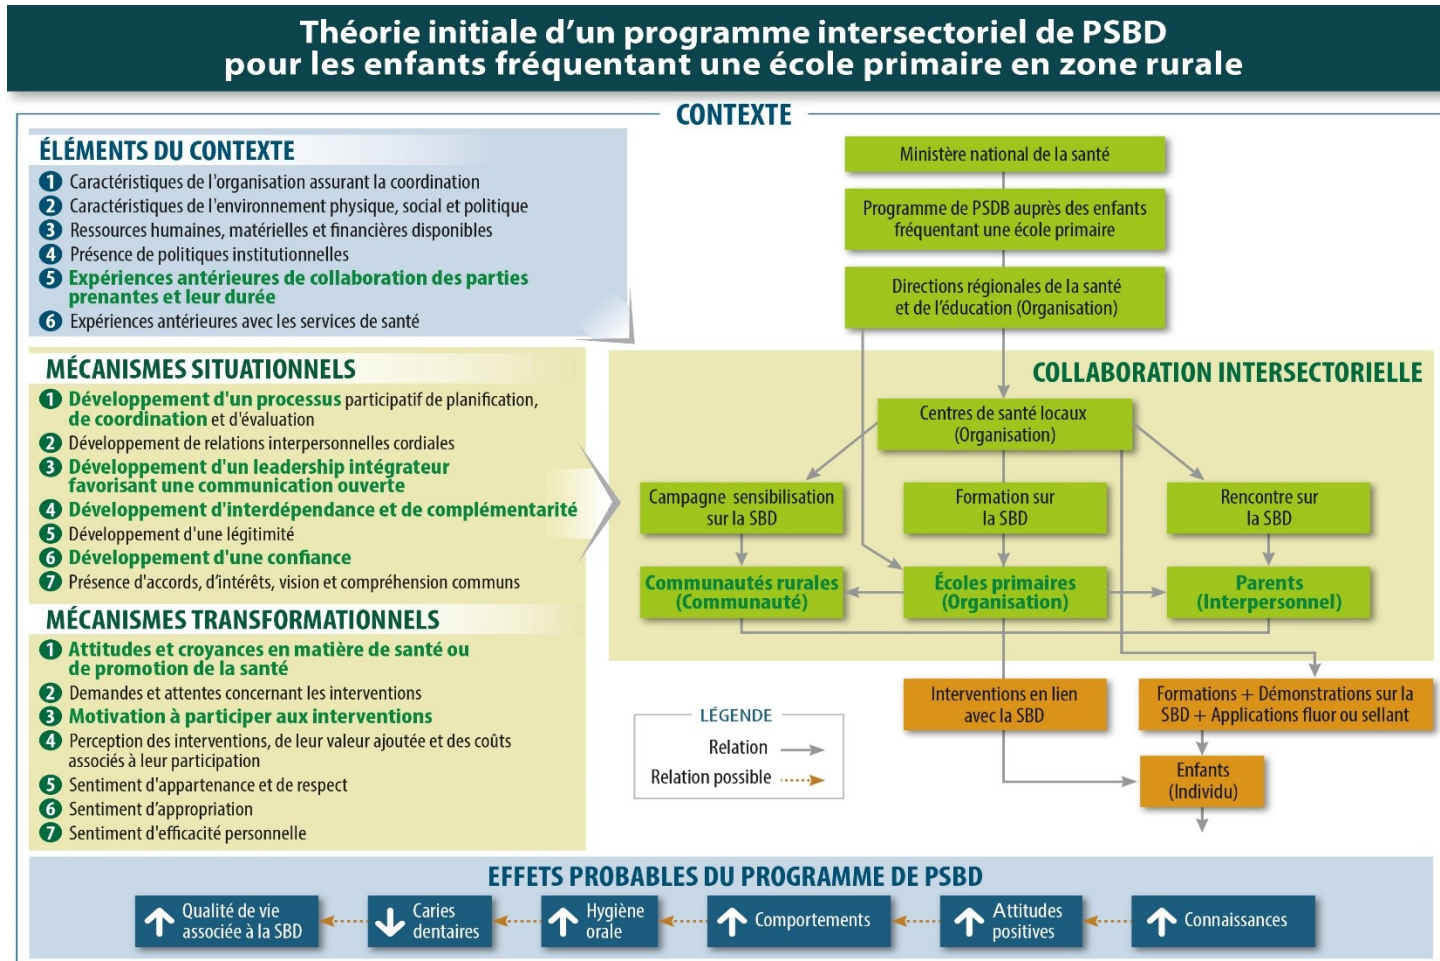 Théorie initiale d'un programme intersectoriel de PSBD
pour les enfants fréquentant une école primaire en zone rurale
CONTEXTE
ÉLÉMENTS DU CONTEXTE
1 Caractéristiques de l'organisation assurant la coordination
2 Caractéristiques de l'environnement physique, social et politique
3 Ressources humaines, matérielles et financières disponibles
4 Présence de politiques institutionnelles
5 Expériences antérieures de collaboration des parties
prenantes et leur durée
6 Expériences antérieures avec les services de santé
MÉCANISMES SITUATIONNELS
1 Développement d'un processus participatif de planification,
de coordination et d'évaluation
2 Développement de relations interpersonnelles cordiales
3 Développement d'un leadership intégrateur
favorisant une communication ouverte
4 Développement d'interdépendance et de complémentarité
5 Développement d'une légitimité
6 Développement d'une confiance
7 Présence d'accords, d'intérêts, vision et compréhension communs
MÉCANISMES TRANSFORMATIONNELS
1 Attitudes et croyances en matière de santé ou
de promotion de la santé
2 Demandes et attentes concernant les interventions
3 Motivation à participer aux interventions
4 Perception des interventions, de leur valeur ajoutée et des coûts
associés à leur participation
5 Sentiment d'appartenance et de respect
6 Sentiment d'appropriation
7 Sentiment d'efficacité personnelle
Ministère national de la santé
Programme de PSDB auprès des enfants
fréquentant une école primaire
Directions régionales de la santé
et de l'éducation (Organisation)
COLLABORATION INTERSECTORIELLE
Centres de santé locaux
(Organisation)
Campagne sensibilisation
sur la SBD
Formation sur
la SBD
Rencontre sur
la SBD
Communautés rurales
(Communauté)
Écoles primaires
(Organisation)
Parents
(Interpersonnel)
Interventions en lien
avec la SBD
Formations + Démonstrations sur la
SBD + Applications fluor ou sellant
Enfants
(Individu)
LÉGENDE
Relation
Relation possible
EFFETS PROBABLES DU PROGRAMME DE PSBD
Qualité de vie
associée à la SBD
Caries
dentaires
Hygiène
orale
Comportements
Attitudes
positives
Connaissances